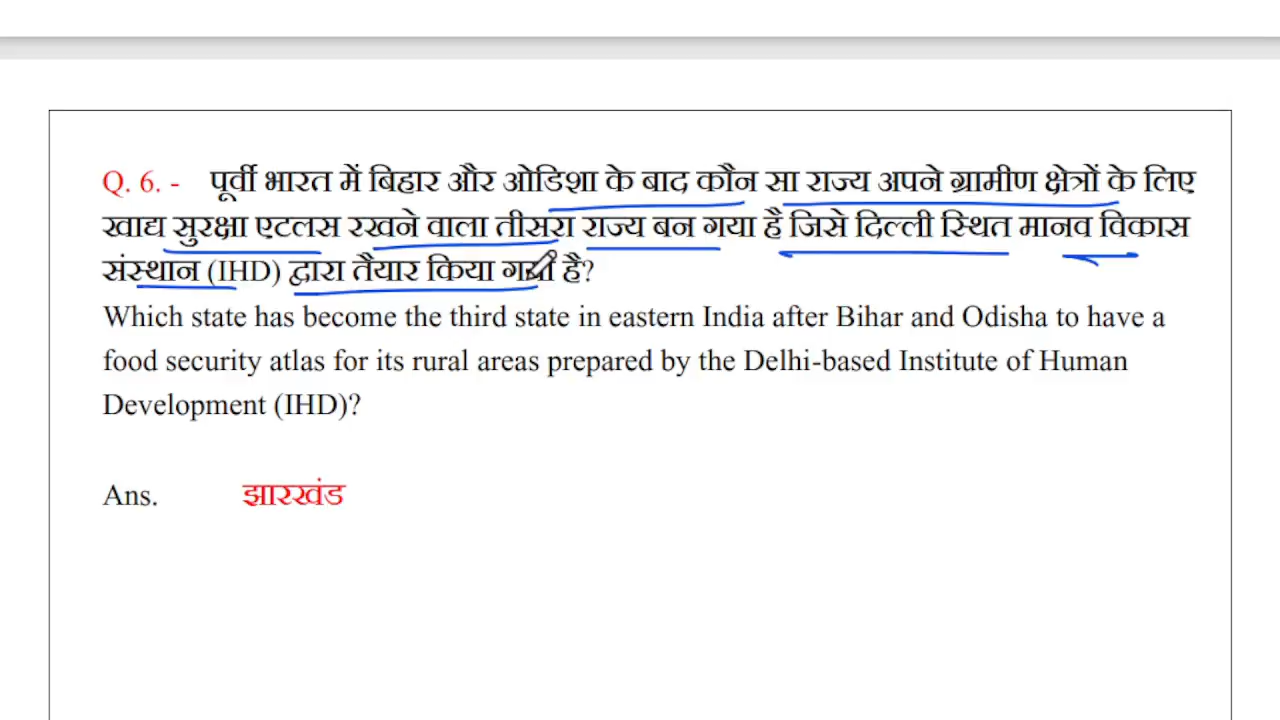 Q. 6. - पूर्वी भारत में बिहार और ओडिशा के बाद कौन सा राज्य अपने ग्रामीण क्षेत्रों के लिए
खाद्य सुरक्षा एटलस रखने वाला तीसरा राज्य बन गया है जिसे दिल्ली स्थित मानव विकास
संस्थान (IHD) द्वारा तैयार किया गया है?
Which state has become the third state in eastern India after Bihar and Odisha to have a
food security atlas for its rural areas prepared by the Delhi-based Institute of Human
Development (IHD)?
Ans. झारखंड